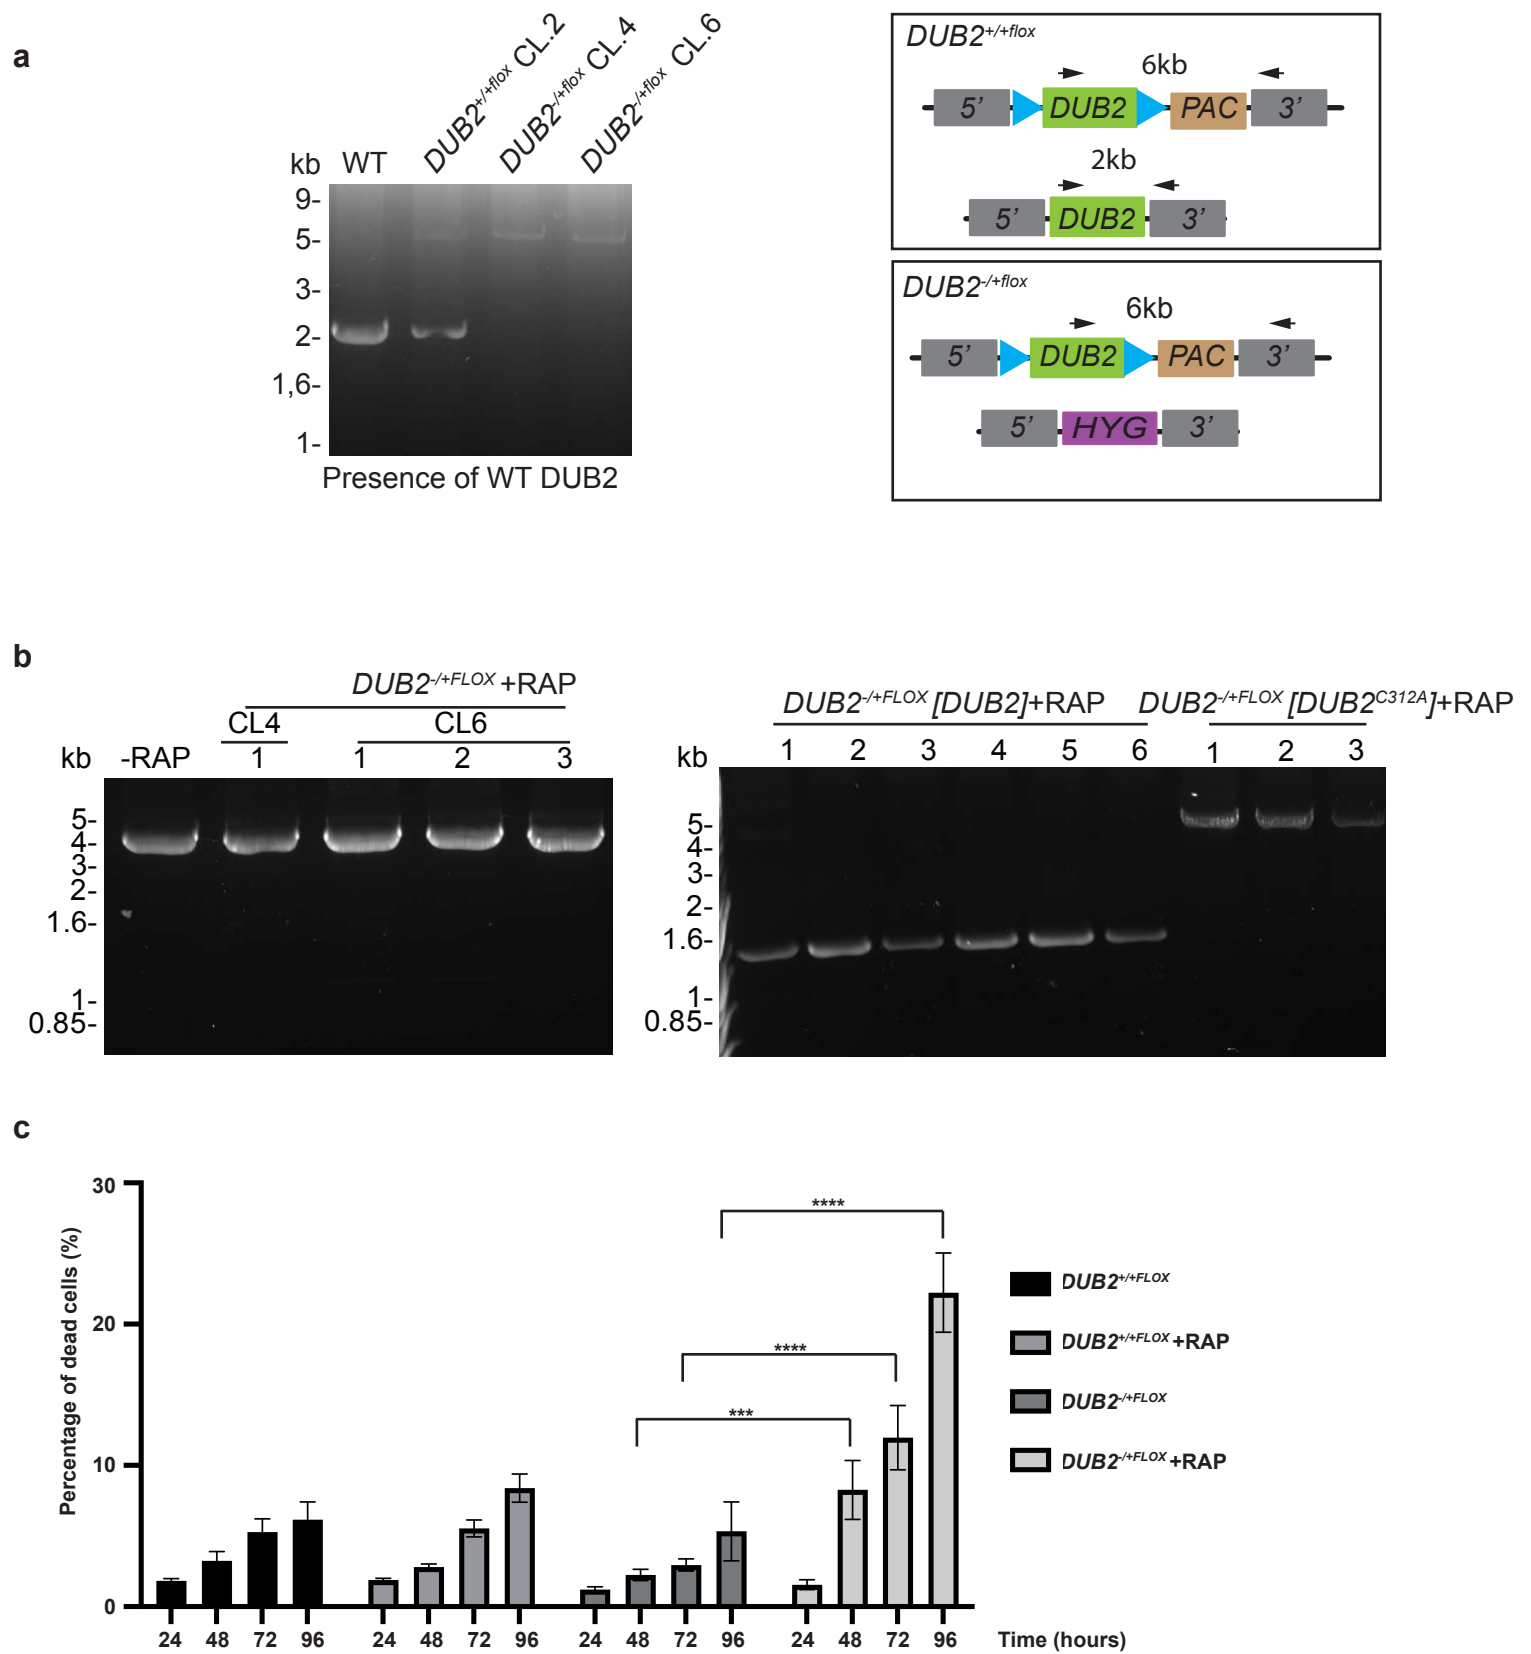 a
DUB2+/+flox CL.2
DUB2-/+flox CL.4
DUB2-/+flox CL.6
kb WT
9-
5-
3-
2-
1,6-
1-
Presence of WT DUB2
DUB2+/+flox
6kb
5' DUB2 PAC 3'
2kb
5' DUB2 3'
DUB2-/+flox
6kb
5' DUB2 PAC 3'
5' HYG 3'
b
DUB2-/+FLOX +RAP
CL4 CL6
kb -RAP 1 1 2 3
5-
4-
3-
2-
1.6-
1-
0.85-
DUB2-/+FLOX [DUB2]+RAP DUB2-/+FLOX [DUB2C312A]+RAP
kb 1 2 3 4 5 6 1 2 3
5-
4-
3-
2-
1.6-
1-
0.85-
c
Percentage of dead cells (%)
30
20
10
0
****
****
***
24 48 72 96 24 48 72 96 24 48 72 96 24 48 72 96 Time (hours)
DUB2+/+FLOX
DUB2+/+FLOX +RAP
DUB2-/+FLOX
DUB2-/+FLOX +RAP